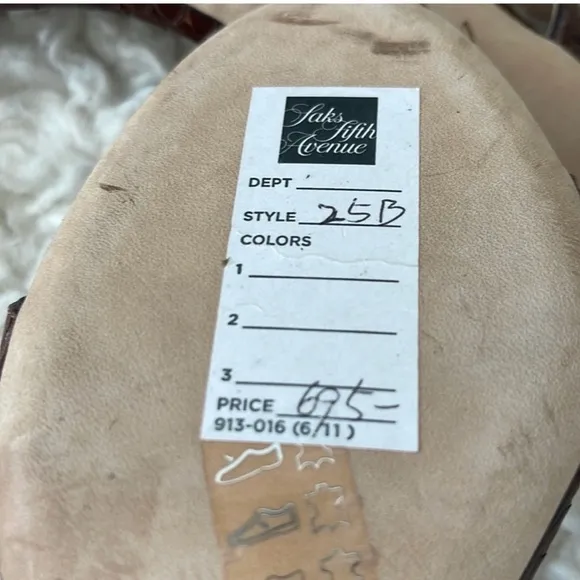 Saks
Fifth
Avenue
DEPT
STYLE 25B
COLORS
1
2
3
PRICE 695-
913-016 (6/11)